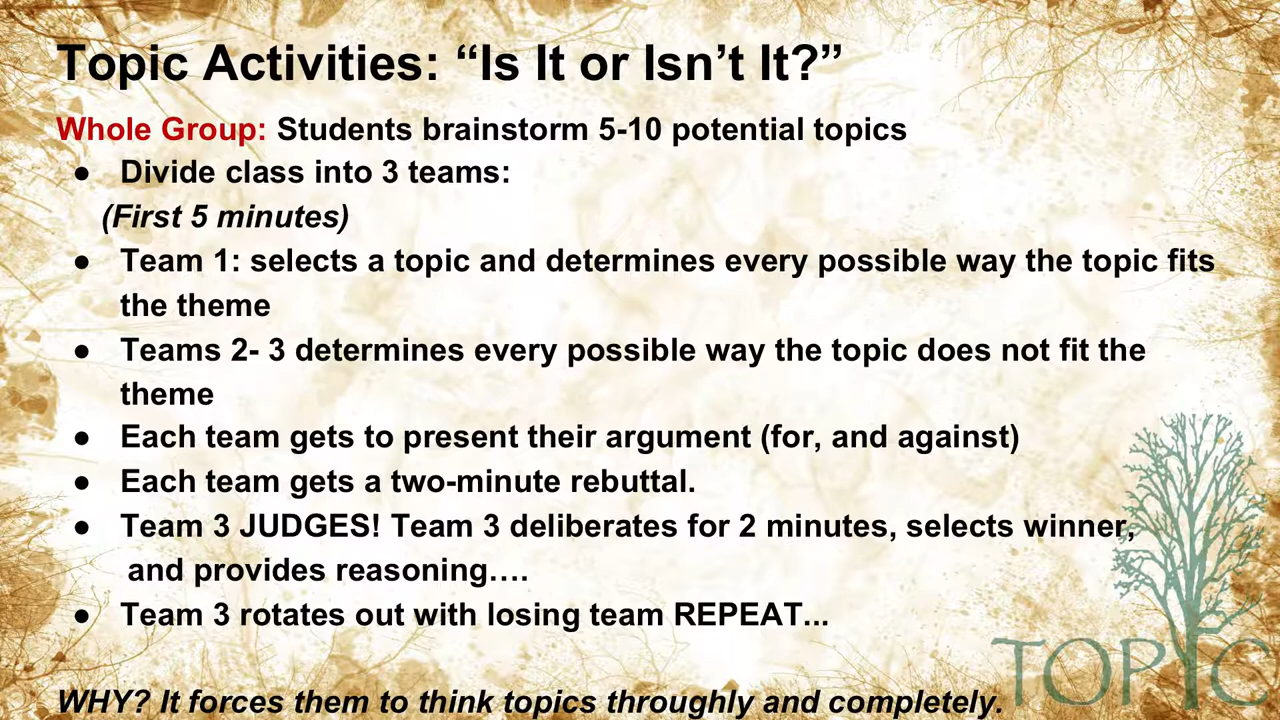 Topic Activities: “Is It or Isn’t It?”
Whole Group: Students brainstorm 5-10 potential topics
● Divide class into 3 teams:
(First 5 minutes)
● Team 1: selects a topic and determines every possible way the topic fits
the theme
● Teams 2- 3 determines every possible way the topic does not fit the
theme
● Each team gets to present their argument (for, and against)
● Each team gets a two-minute rebuttal.
● Team 3 JUDGES! Team 3 deliberates for 2 minutes, selects winner,
and provides reasoning….
● Team 3 rotates out with losing team REPEAT...
WHY? It forces them to think topics throughly and completely.
TOPIC